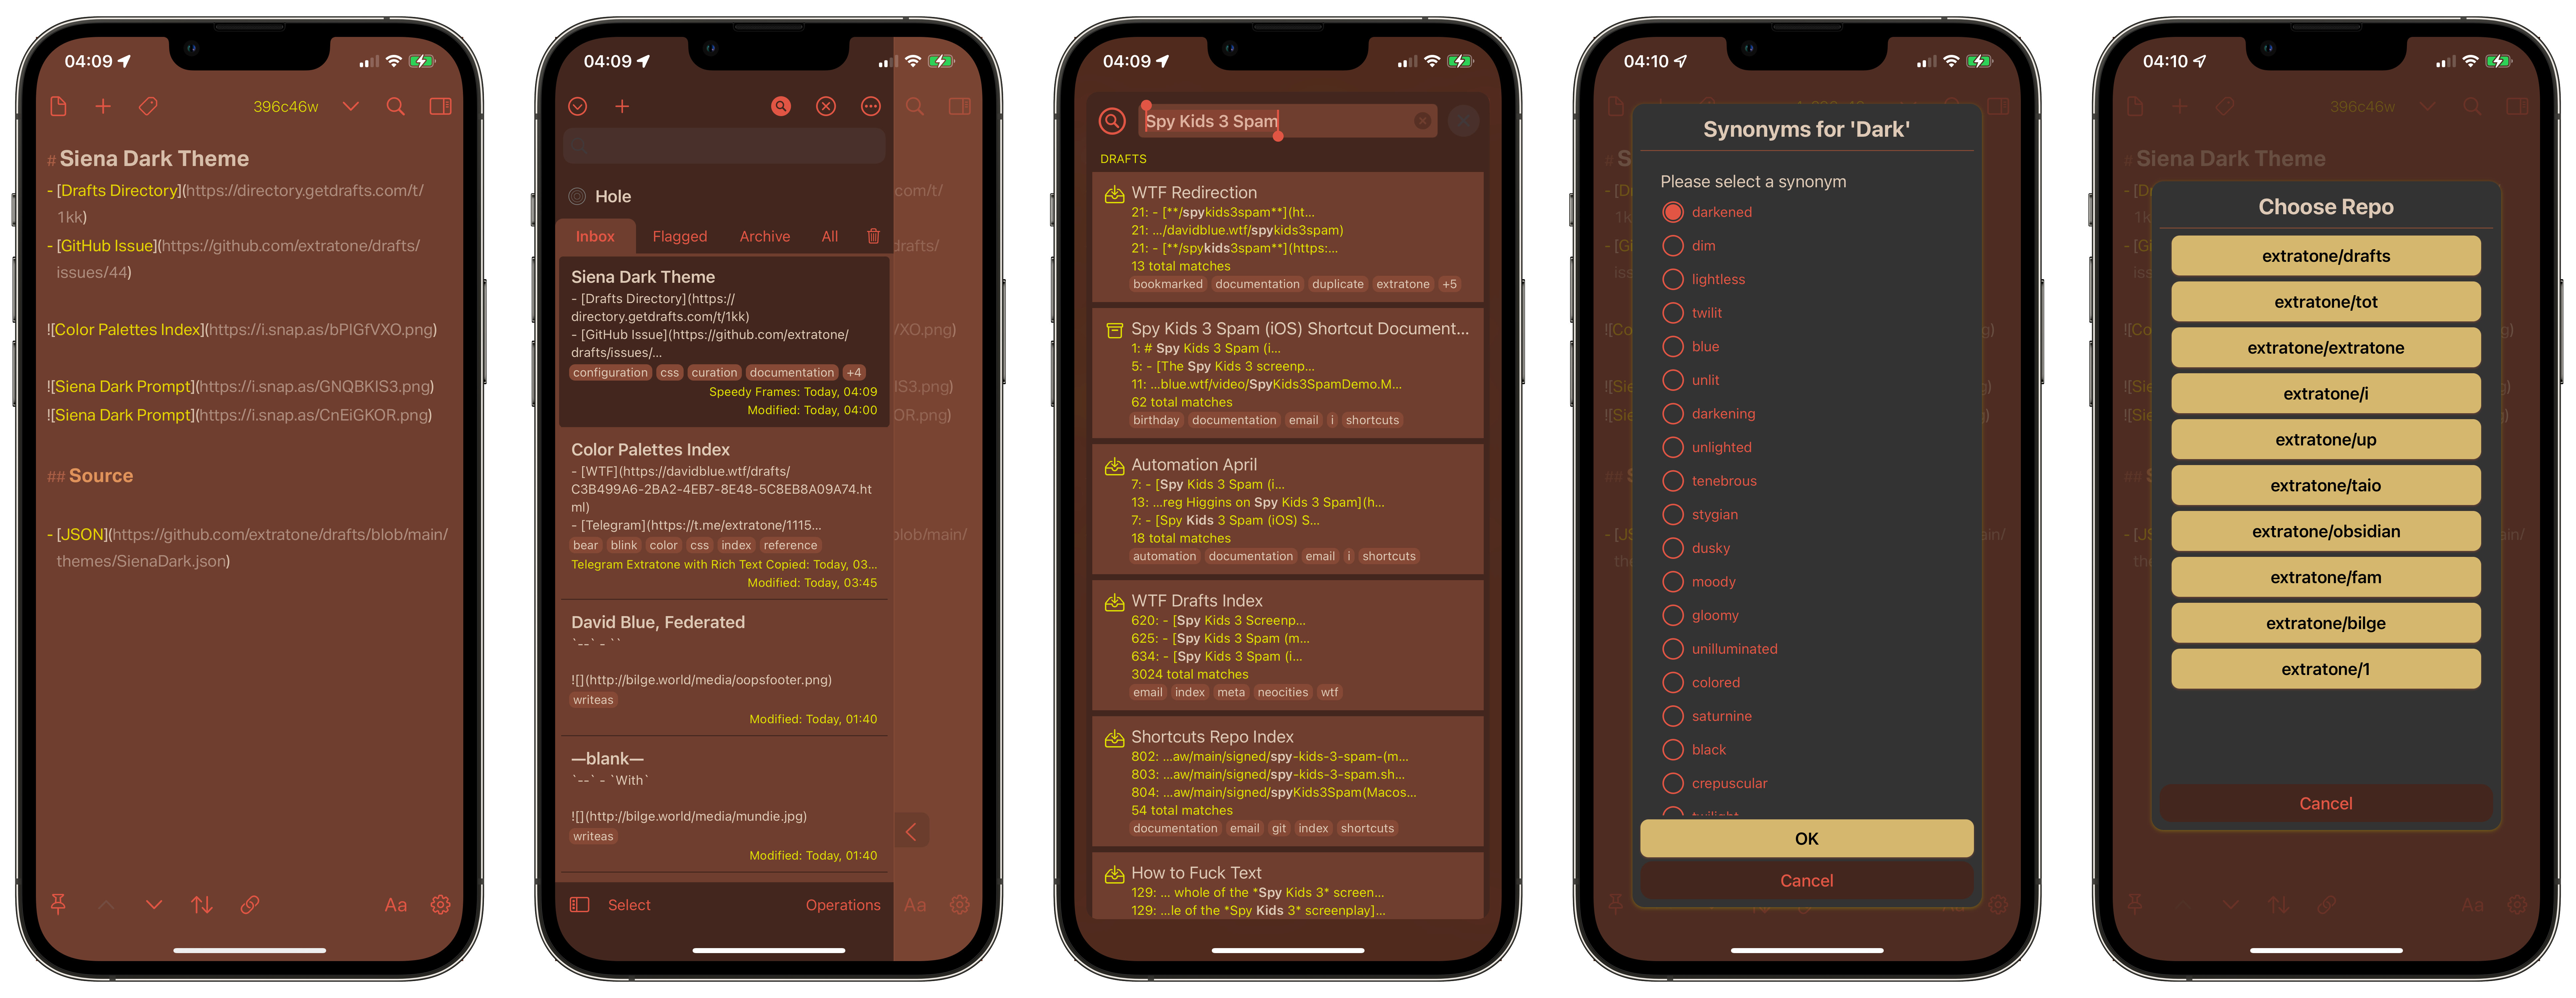 04:09
396c46w
# Siena Dark Theme
- [Drafts Directory](https://directory.getdrafts.com/t/
1kk)
- [GitHub Issue](https://github.com/extratone/drafts/
issues/44)
![Color Palettes Index](https://i.snap.as/bPIGfVXO.png)
![Siena Dark Prompt](https://i.snap.as/GNQBKIS3.png)
![Siena Dark Prompt](https://i.snap.as/CnEiGKOR.png)
## Source
- [JSON](https://github.com/extratone/drafts/blob/main/
themes/SienaDark.json)
Aa
04:09
Hole
Inbox Flagged Archive All
Siena Dark Theme
- [Drafts Directory](https://
directory.getdrafts.com/t/1kk)
- [GitHub Issue](https://github.com/extratone/
drafts/issues/...
configuration css curation documentation +4
Speedy Frames: Today, 04:09
Modified: Today, 04:00
Color Palettes Index
- [WTF](https://davidblue.wtf/drafts/
C3B499A6-2BA2-4EB7-8E48-5C8EB8A09A74.ht
ml)
- [Telegram](https://t.me/extratone/1115...
bear blink color css index reference
Telegram Extratone with Rich Text Copied: Today, 03...
Modified: Today, 03:45
David Blue, Federated
`--` - ``
![](http://bilge.world/media/oopsfooter.png)
writeas
Modified: Today, 01:40
—blank—
`--` - `With`
![](http://bilge.world/media/mundie.jpg)
writeas
Modified: Today, 01:40
Select Operations
com/t/
drafts/
VXO.png)
IS3.png)
OR.png)
blob/main/
Aa
04:09
Spy Kids 3 Spam
DRAFTS
WTF Redirection
21: - [**/spykids3spam**](ht...
21: .../davidblue.wtf/spykids3spam)
21: - [**/spykids3spam**](https:...
13 total matches
bookmarked documentation duplicate extratone +5
Spy Kids 3 Spam (iOS) Shortcut Document...
1: # Spy Kids 3 Spam (i...
5: - [The Spy Kids 3 screenp...
11: ...blue.wtf/video/SpyKids3SpamDemo.M...
62 total matches
birthday documentation email i shortcuts
Automation April
7: - [Spy Kids 3 Spam (i...
13: ...reg Higgins on Spy Kids 3 Spam](h...
7: - [Spy Kids 3 Spam (iOS) S...
18 total matches
automation documentation email i shortcuts
WTF Drafts Index
620: - [Spy Kids 3 Screenp...
625: - [Spy Kids 3 Spam (m...
634: - [Spy Kids 3 Spam (i...
3024 total matches
email index meta neocities wtf
Shortcuts Repo Index
802: ...aw/main/signed/spy-kids-3-spam-(m...
803: ...aw/main/signed/spy-kids-3-spam.sh...
804: ...aw/main/signed/spyKids3Spam(Macos...
54 total matches
documentation email git index shortcuts
How to Fuck Text
129: ... whole of the *Spy Kids 3* screen...
129: ...le of the *Spy Kids 3* screenplay]...
04:10
Synonyms for 'Dark'
Please select a synonym
darkened
dim
lightless
twilit
blue
unlit
darkening
unlighted
tenebrous
stygian
dusky
moody
gloomy
unilluminated
colored
saturnine
black
crepuscular
OK
Cancel
04:10
396c46w
# Siena Dark Theme
Choose Repo
extratone/drafts
extratone/tot
extratone/extratone
extratone/i
extratone/up
extratone/taio
extratone/obsidian
extratone/fam
extratone/bilge
extratone/1
Cancel
Aa